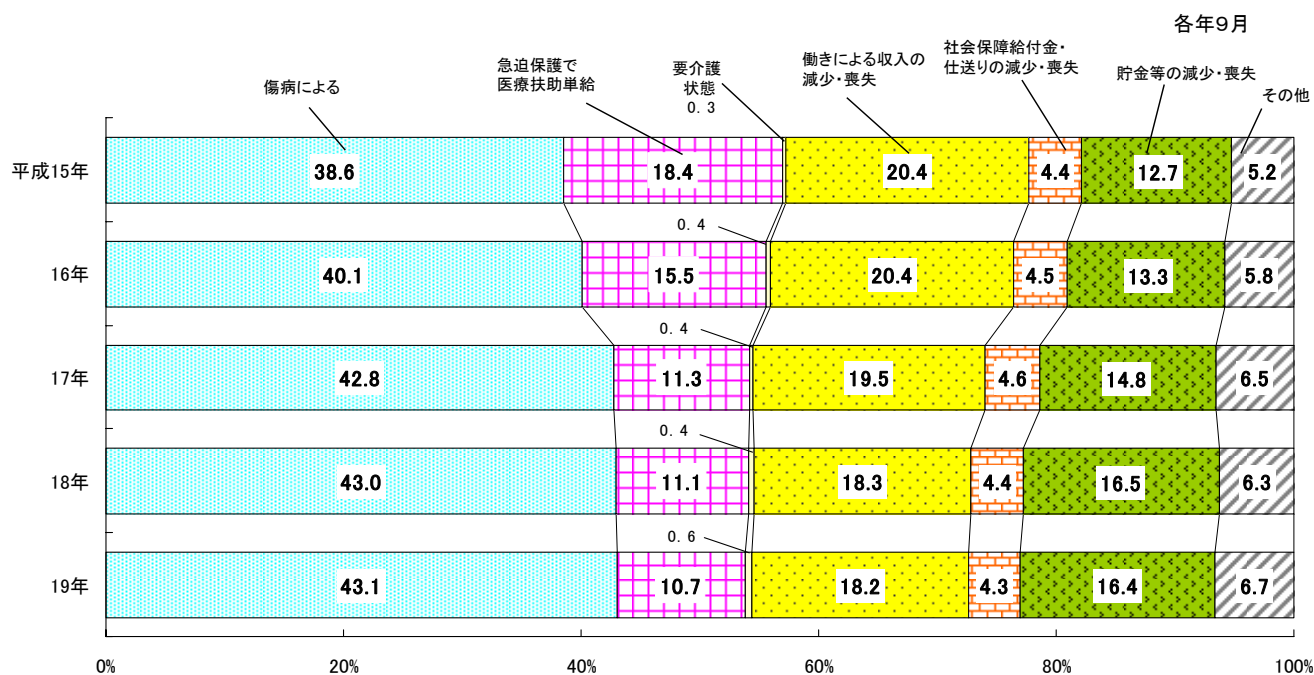 各年9月
傷病による
急迫保護で
医療扶助単給
要介護
状態
0.3
働きによる収入の
減少・喪失
社会保障給付金・
仕送りの減少・喪失
貯金等の減少・喪失
その他
平成15年 38.6 18.4 20.4 4.4 12.7 5.2
0.4
16年 40.1 15.5 20.4 4.5 13.3 5.8
0.4
17年 42.8 11.3 19.5 4.6 14.8 6.5
0.4
18年 43.0 11.1 18.3 4.4 16.5 6.3
0.6
19年 43.1 10.7 18.2 4.3 16.4 6.7
0% 20% 40% 60% 80% 100%